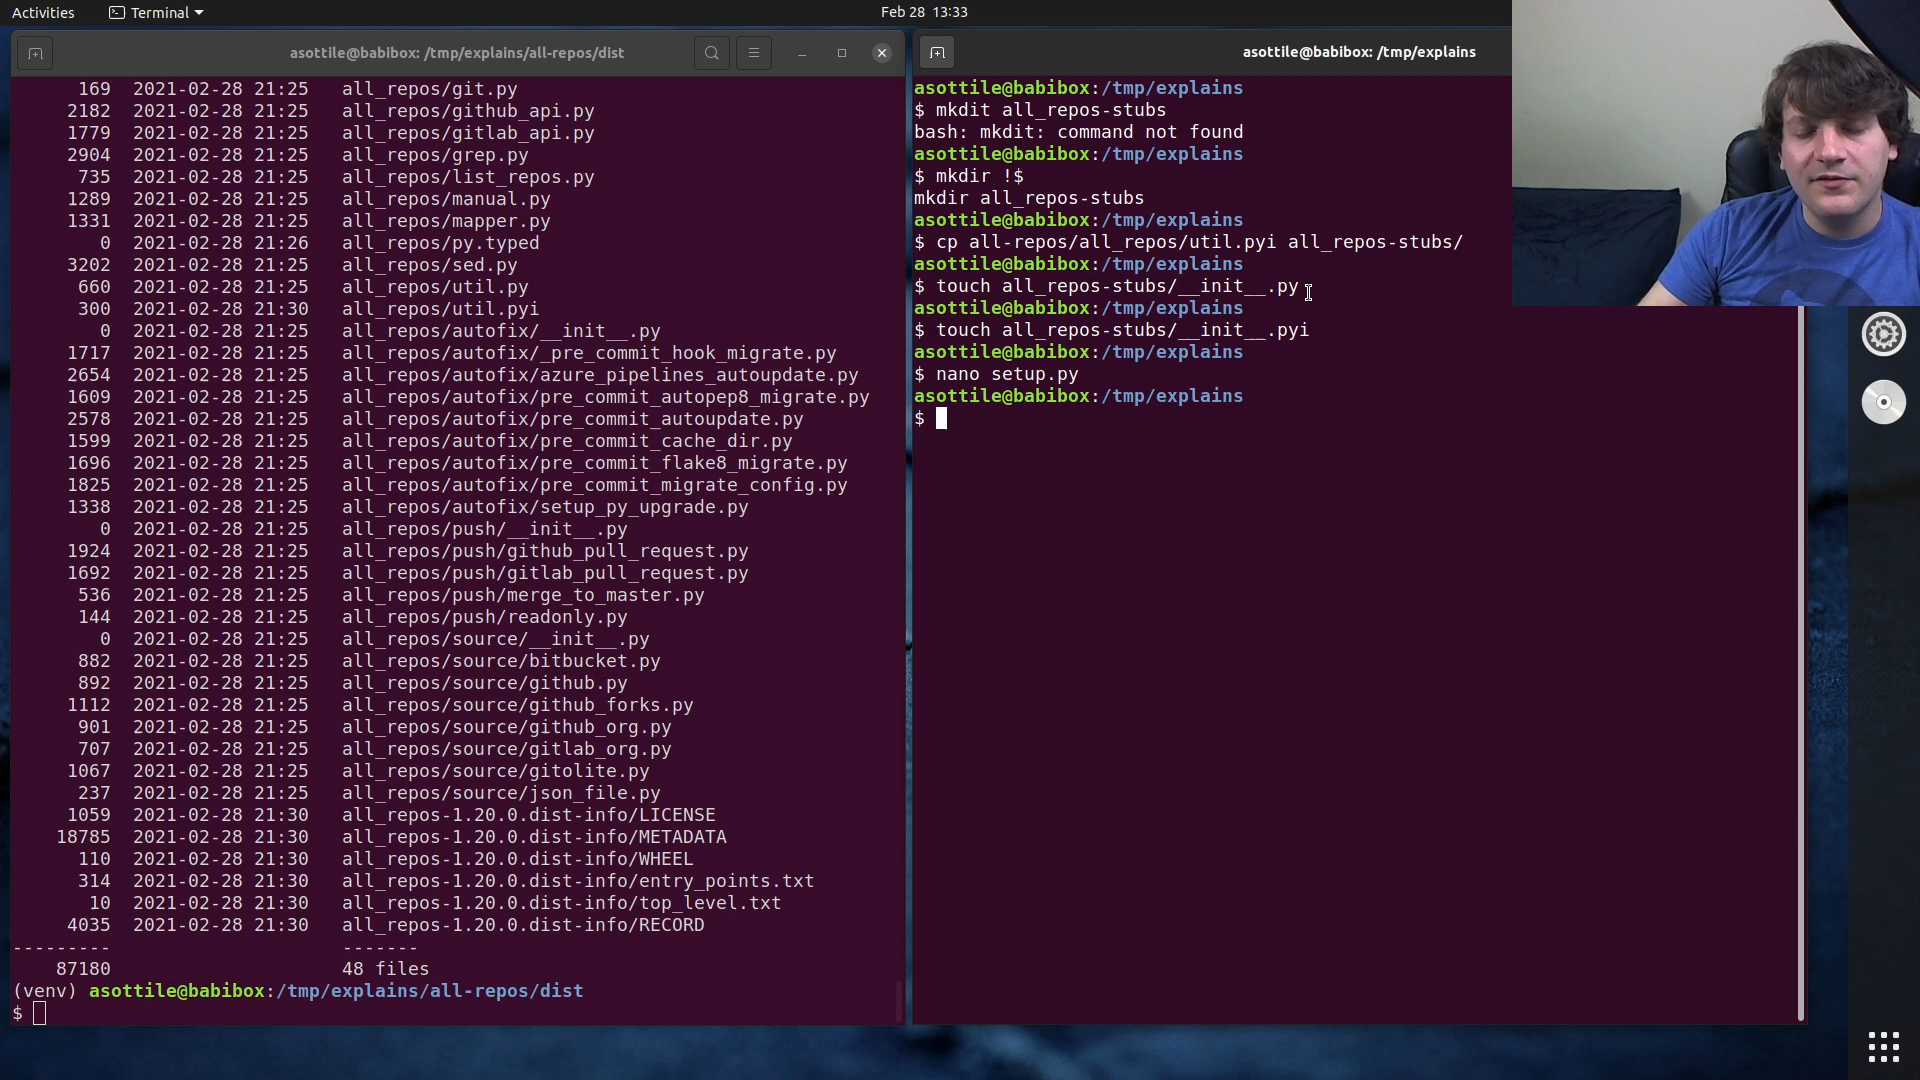 Activities
Terminal
Feb 28 13:33
asottile@babibox: /tmp/explains/all-repos/dist
169 2021-02-28 21:25 all_repos/git.py
2182 2021-02-28 21:25 all_repos/github_api.py
1779 2021-02-28 21:25 all_repos/gitlab_api.py
2904 2021-02-28 21:25 all_repos/grep.py
735 2021-02-28 21:25 all_repos/list_repos.py
1289 2021-02-28 21:25 all_repos/manual.py
1331 2021-02-28 21:25 all_repos/mapper.py
0 2021-02-28 21:26 all_repos/py.typed
3202 2021-02-28 21:25 all_repos/sed.py
660 2021-02-28 21:25 all_repos/util.py
300 2021-02-28 21:30 all_repos/util.pyi
0 2021-02-28 21:25 all_repos/autofix/__init__.py
1717 2021-02-28 21:25 all_repos/autofix/_pre_commit_hook_migrate.py
2654 2021-02-28 21:25 all_repos/autofix/azure_pipelines_autoupdate.py
1609 2021-02-28 21:25 all_repos/autofix/pre_commit_autopep8_migrate.py
2578 2021-02-28 21:25 all_repos/autofix/pre_commit_autoupdate.py
1599 2021-02-28 21:25 all_repos/autofix/pre_commit_cache_dir.py
1696 2021-02-28 21:25 all_repos/autofix/pre_commit_flake8_migrate.py
1825 2021-02-28 21:25 all_repos/autofix/pre_commit_migrate_config.py
1338 2021-02-28 21:25 all_repos/autofix/setup_py_upgrade.py
0 2021-02-28 21:25 all_repos/push/__init__.py
1924 2021-02-28 21:25 all_repos/push/github_pull_request.py
1692 2021-02-28 21:25 all_repos/push/gitlab_pull_request.py
536 2021-02-28 21:25 all_repos/push/merge_to_master.py
144 2021-02-28 21:25 all_repos/push/readonly.py
0 2021-02-28 21:25 all_repos/source/__init__.py
882 2021-02-28 21:25 all_repos/source/bitbucket.py
892 2021-02-28 21:25 all_repos/source/github.py
1112 2021-02-28 21:25 all_repos/source/github_forks.py
901 2021-02-28 21:25 all_repos/source/github_org.py
707 2021-02-28 21:25 all_repos/source/gitlab_org.py
1067 2021-02-28 21:25 all_repos/source/gitolite.py
237 2021-02-28 21:25 all_repos/source/json_file.py
1059 2021-02-28 21:30 all_repos-1.20.0.dist-info/LICENSE
18785 2021-02-28 21:30 all_repos-1.20.0.dist-info/METADATA
110 2021-02-28 21:30 all_repos-1.20.0.dist-info/WHEEL
314 2021-02-28 21:30 all_repos-1.20.0.dist-info/entry_points.txt
10 2021-02-28 21:30 all_repos-1.20.0.dist-info/top_level.txt
4035 2021-02-28 21:30 all_repos-1.20.0.dist-info/RECORD
--------- -------
87180 48 files
(venv) asottile@babibox:/tmp/explains/all-repos/dist
$
asottile@babibox: /tmp/explains
asottile@babibox:/tmp/explains
$ mkdit all_repos-stubs
bash: mkdit: command not found
asottile@babibox:/tmp/explains
$ mkdir !$
mkdir all_repos-stubs
asottile@babibox:/tmp/explains
$ cp all-repos/all_repos/util.pyi all_repos-stubs/
asottile@babibox:/tmp/explains
$ touch all_repos-stubs/__init__.py
asottile@babibox:/tmp/explains
$ touch all_repos-stubs/__init__.pyi
asottile@babibox:/tmp/explains
$ nano setup.py
asottile@babibox:/tmp/explains
$